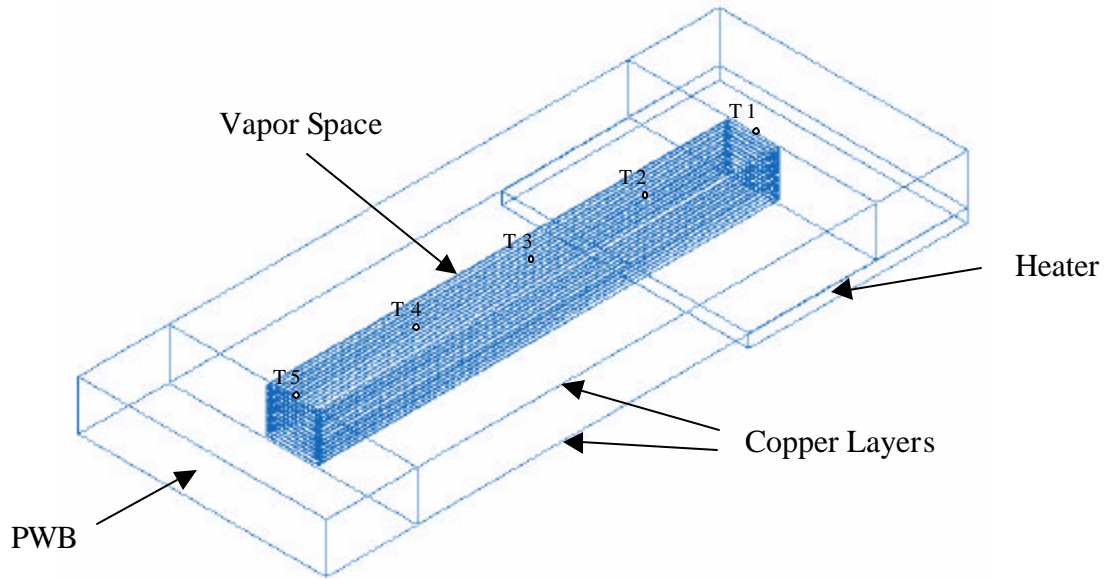 T 1
Vapor Space
T 2
T 3
Heater
T 4
T 5
Copper Layers
PWB